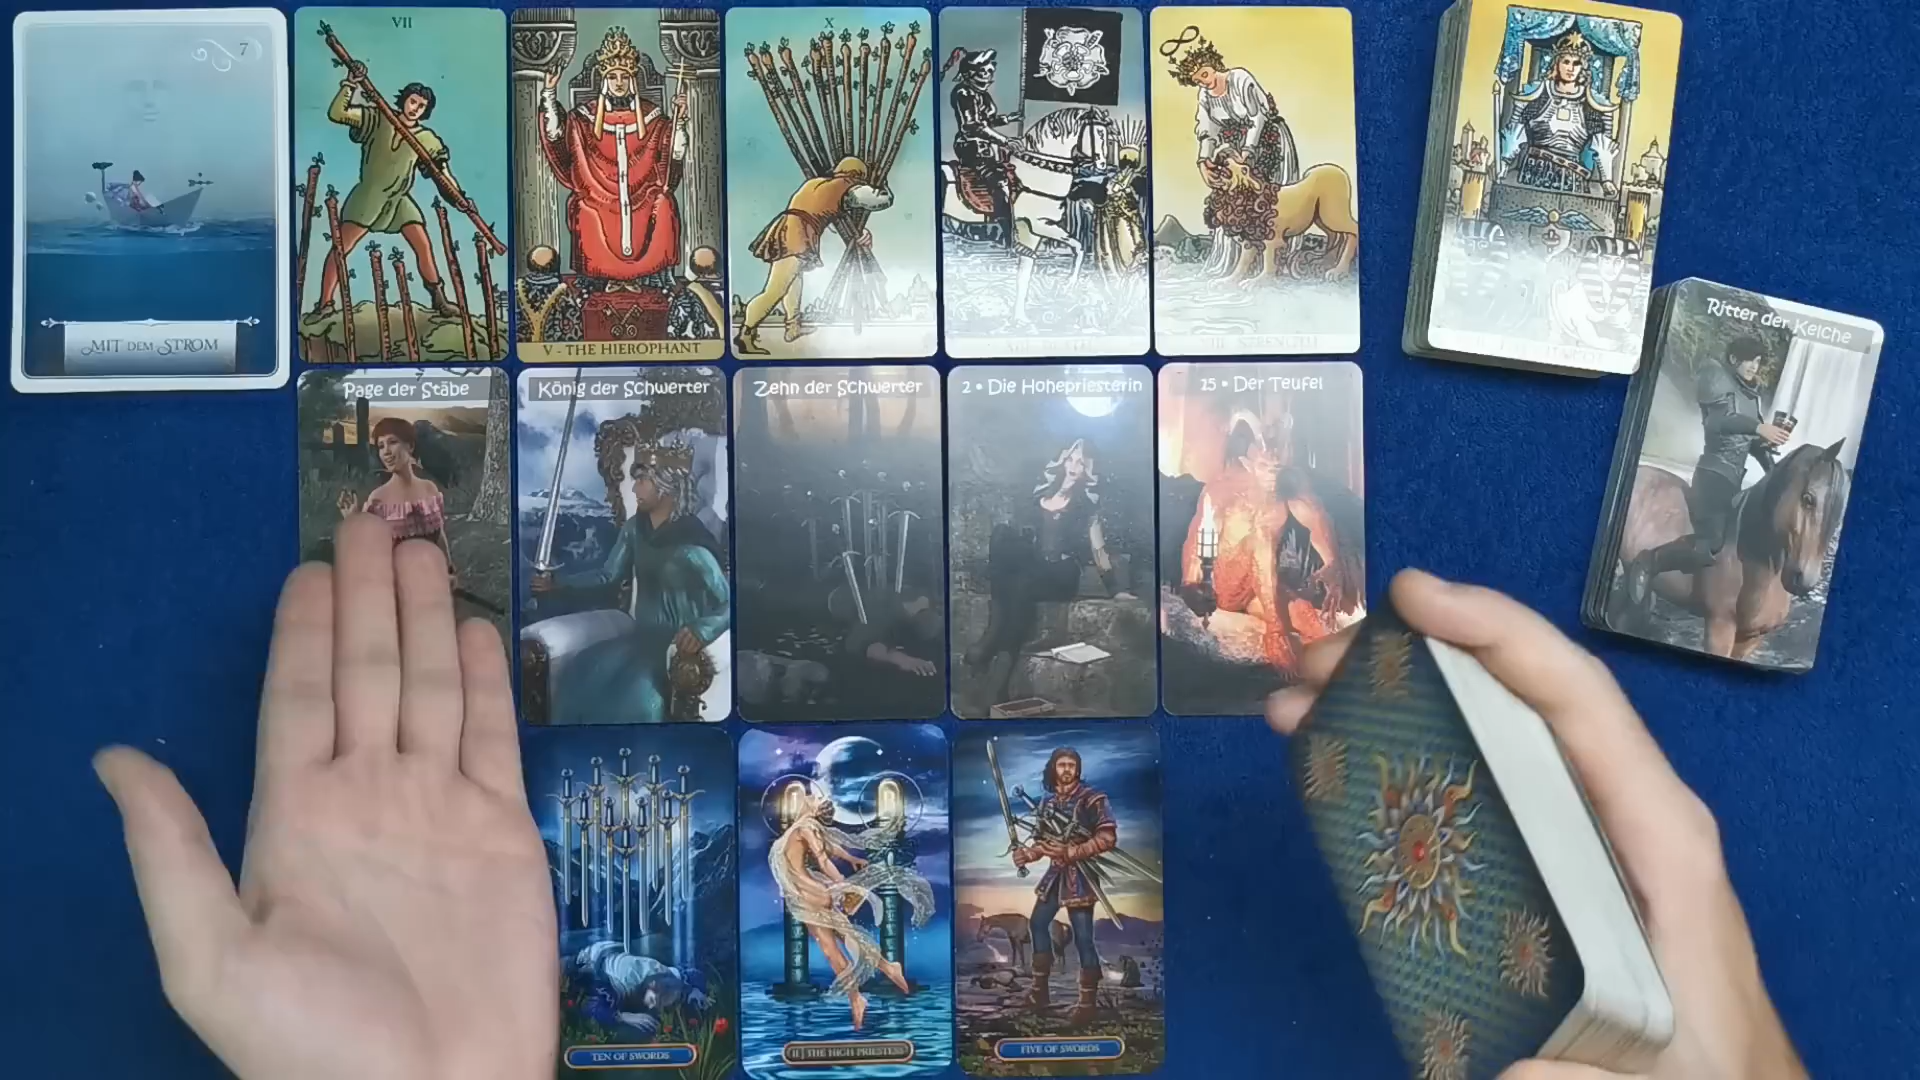 7
MIT DEM STROM
VII
V - THE HIEROPHANT
X
STRENGTH
Ritter der Kelche
Page der Stäbe
König der Schwerter
Zehn der Schwerter
2 • Die Hohepriesterin
15 • Der Teufel
TEN OF SWORDS
II] THE HIGH PRIESTESS
FIVE OF SWORDS